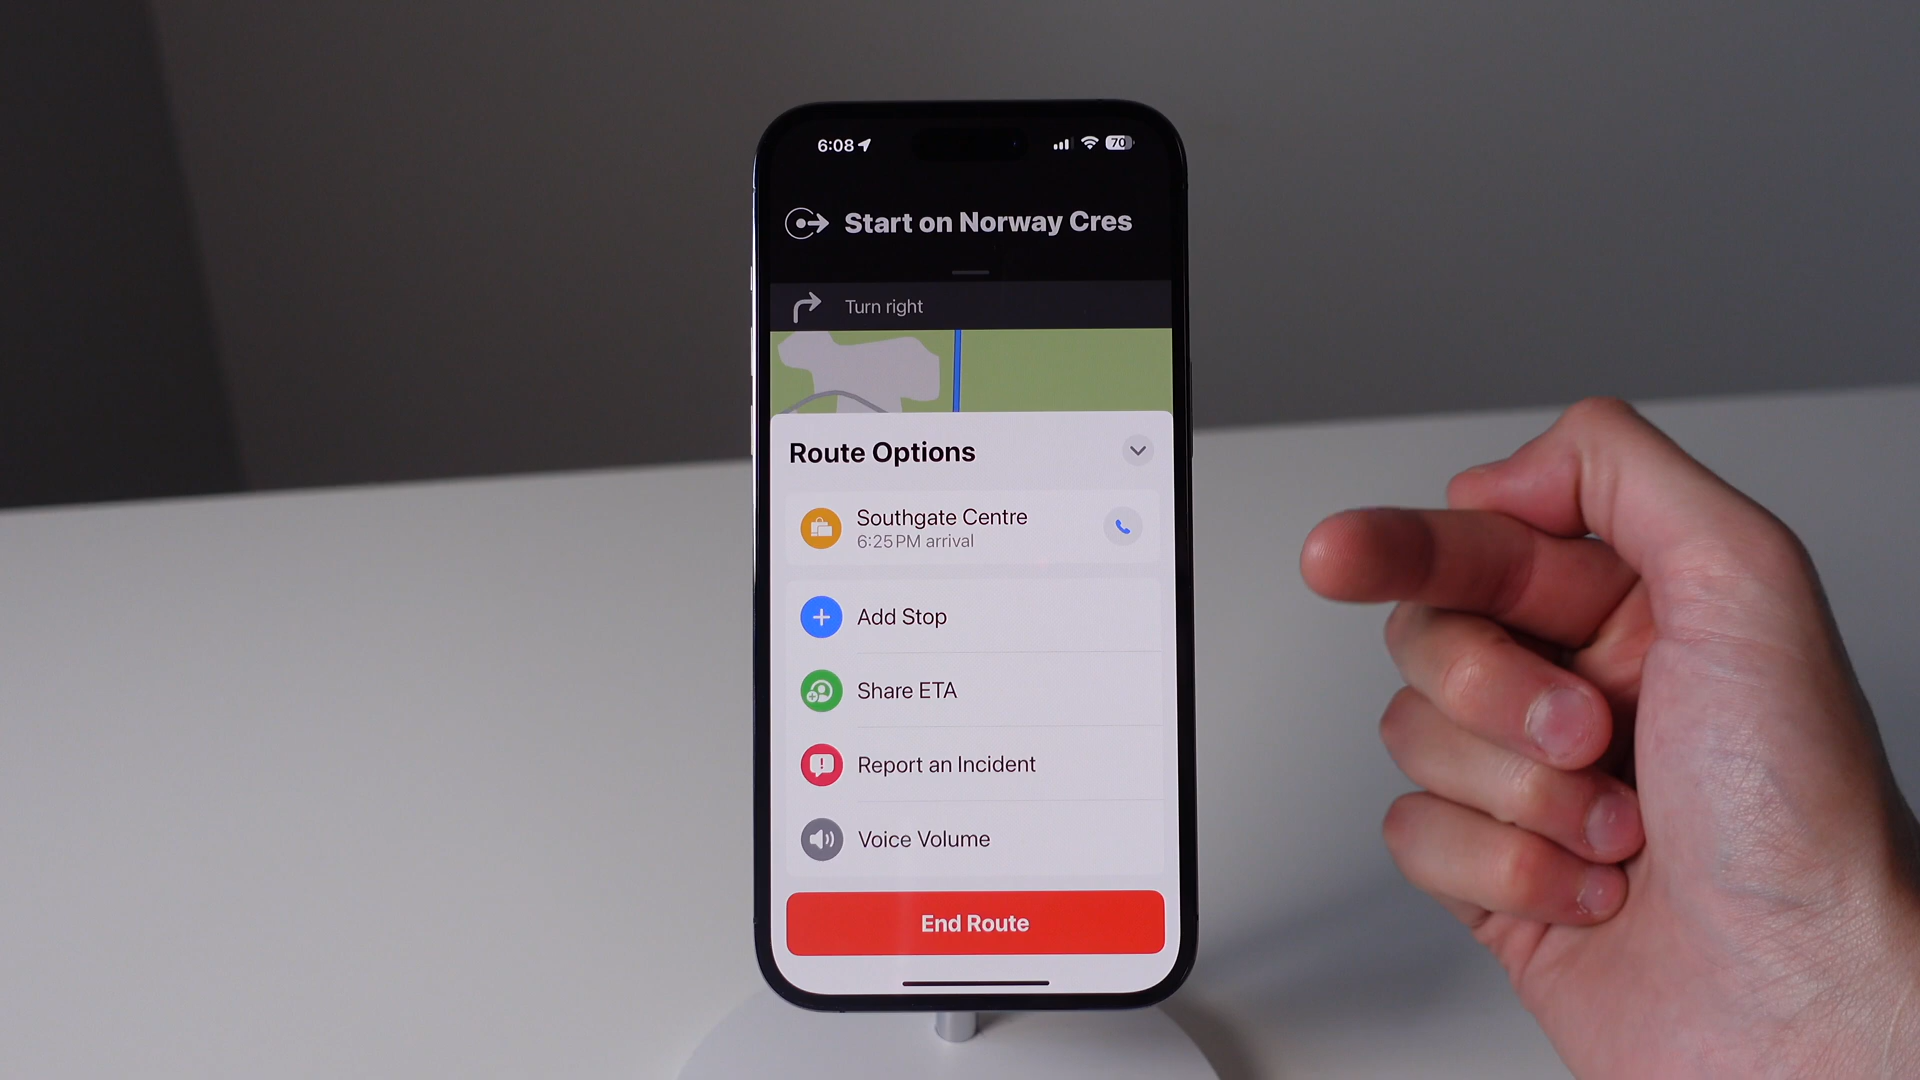 6:08
70
Start on Norway Cres
Turn right
Route Options
Southgate Centre
6:25 PM arrival
Add Stop
Share ETA
Report an Incident
Voice Volume
End Route